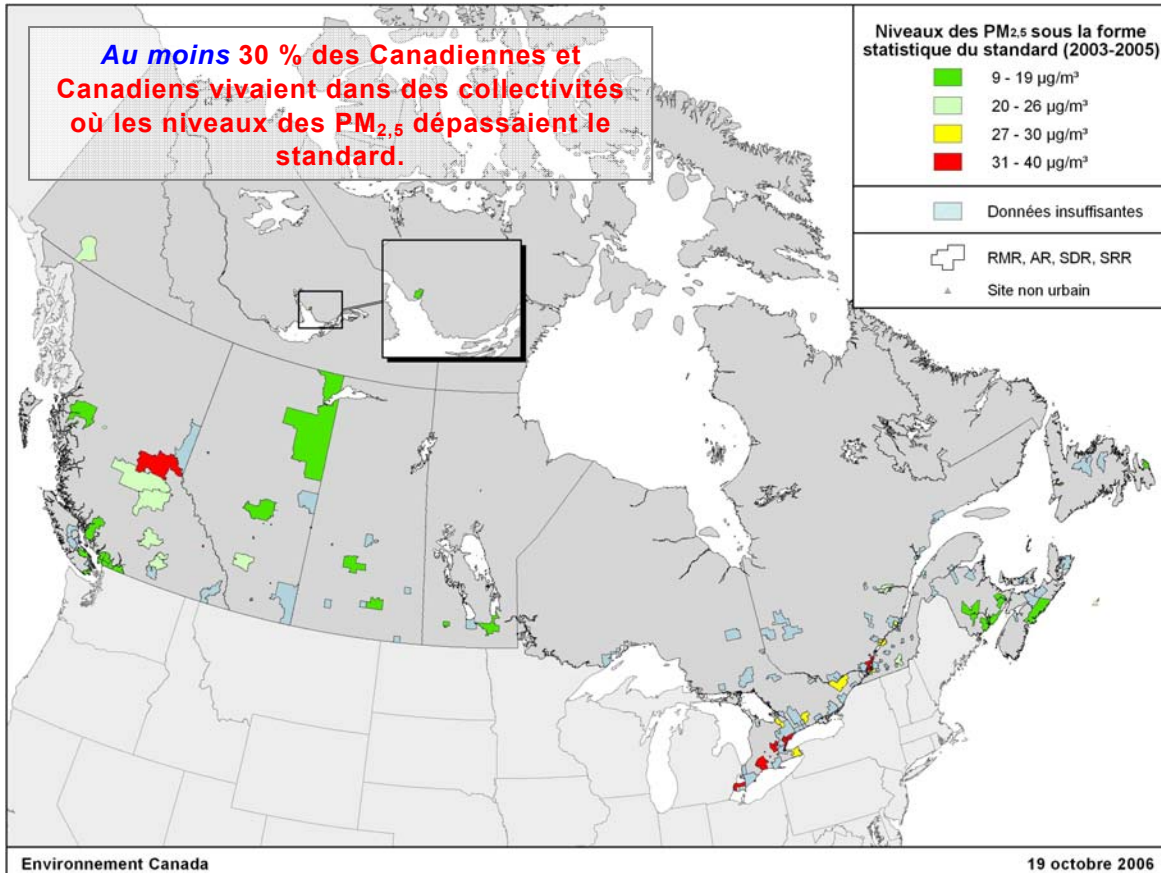 Au moins 30 % des Canadiennes et
Canadiens vivaient dans des collectivités
où les niveaux des PM2,5 dépassaient le
standard.
Niveaux des PM2,5 sous la forme
statistique du standard (2003-2005)
9 - 19 µg/m³
20 - 26 µg/m³
27 - 30 µg/m³
31 - 40 µg/m³
Données insuffisantes
RMR, AR, SDR, SRR
Site non urbain
Environnement Canada
19 octobre 2006